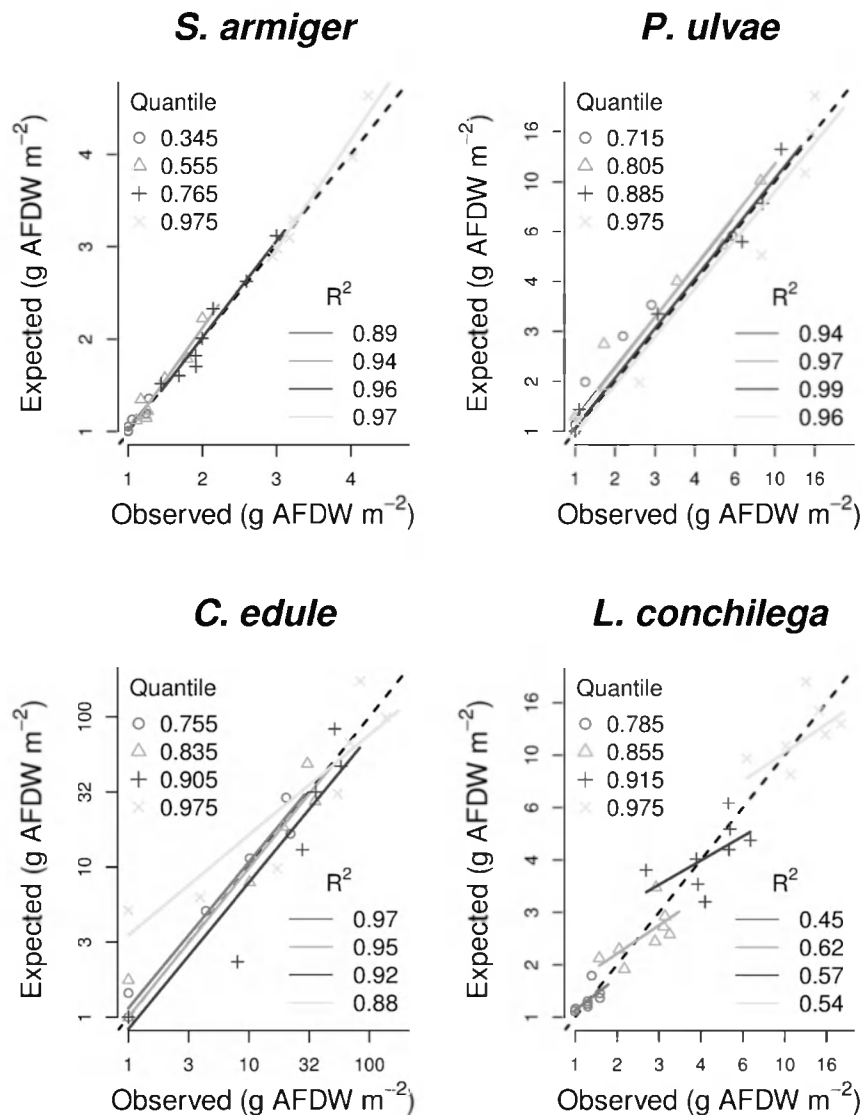 S. armiger
Expected (g AFDW m⁻²)
Quantile
0.345
0.555
0.765
0.975
R²
0.89
0.94
0.96
0.97
4
3
2
1
1 2 3 4
Observed (g AFDW m⁻²)
P. ulvae
Expected (g AFDW m⁻²)
Quantile
0.715
0.805
0.885
0.975
R²
0.94
0.97
0.99
0.96
16
10
6
4
3
2
1
1 2 3 4 6 10 16
Observed (g AFDW m⁻²)
C. edule
Expected (g AFDW m⁻²)
Quantile
0.755
0.835
0.905
0.975
R²
0.97
0.95
0.92
0.88
100
32
10
3
1
1 3 10 32 100
Observed (g AFDW m⁻²)
L. conchilega
Expected (g AFDW m⁻²)
Quantile
0.785
0.855
0.915
0.975
R²
0.45
0.62
0.57
0.54
16
10
6
4
3
2
1
1 2 3 4 6 10 16
Observed (g AFDW m⁻²)